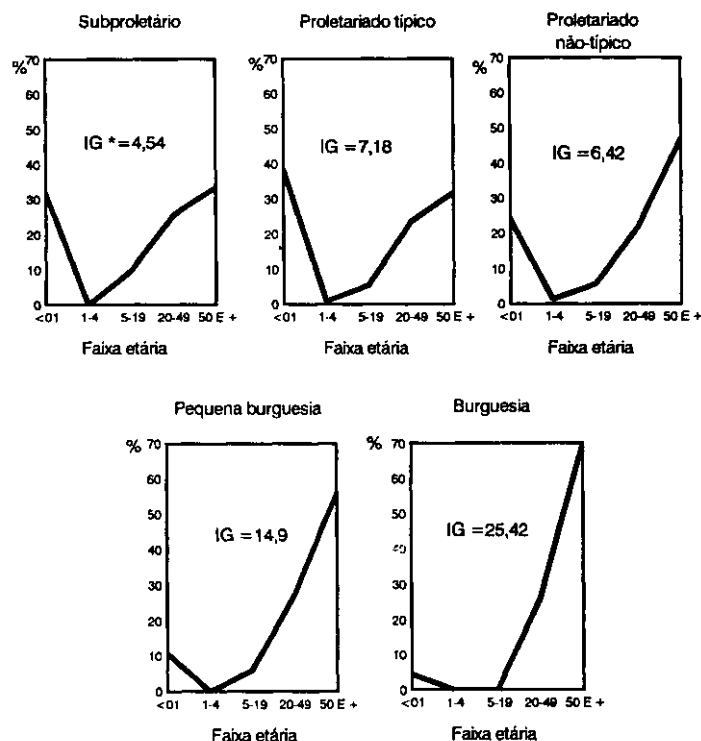 Subproletário
% 70
60
50
40
30
20
10
0
IG * = 4,54
<01 1-4 5-19 20-49 50 E +
Faixa etária
Proletariado típico
70
60
50
40
30
20
10
0
IG = 7,18
<01 1-4 5-19 20-49 50 E +
Faixa etária
Proletariado
não-típico
70
60
50
40
30
20
10
0
IG = 6,42
<01 1-4 5-19 20-49 50 E +
Faixa etária
Pequena burguesia
% 70
60
50
40
30
20
10
0
IG = 14,9
<01 1-4 5-19 20-49 50 E +
Faixa etária
Burguesia
% 70
60
50
40
30
20
10
0
IG = 25,42
<01 1-4 5-19 20-49 50 E +
Faixa etária